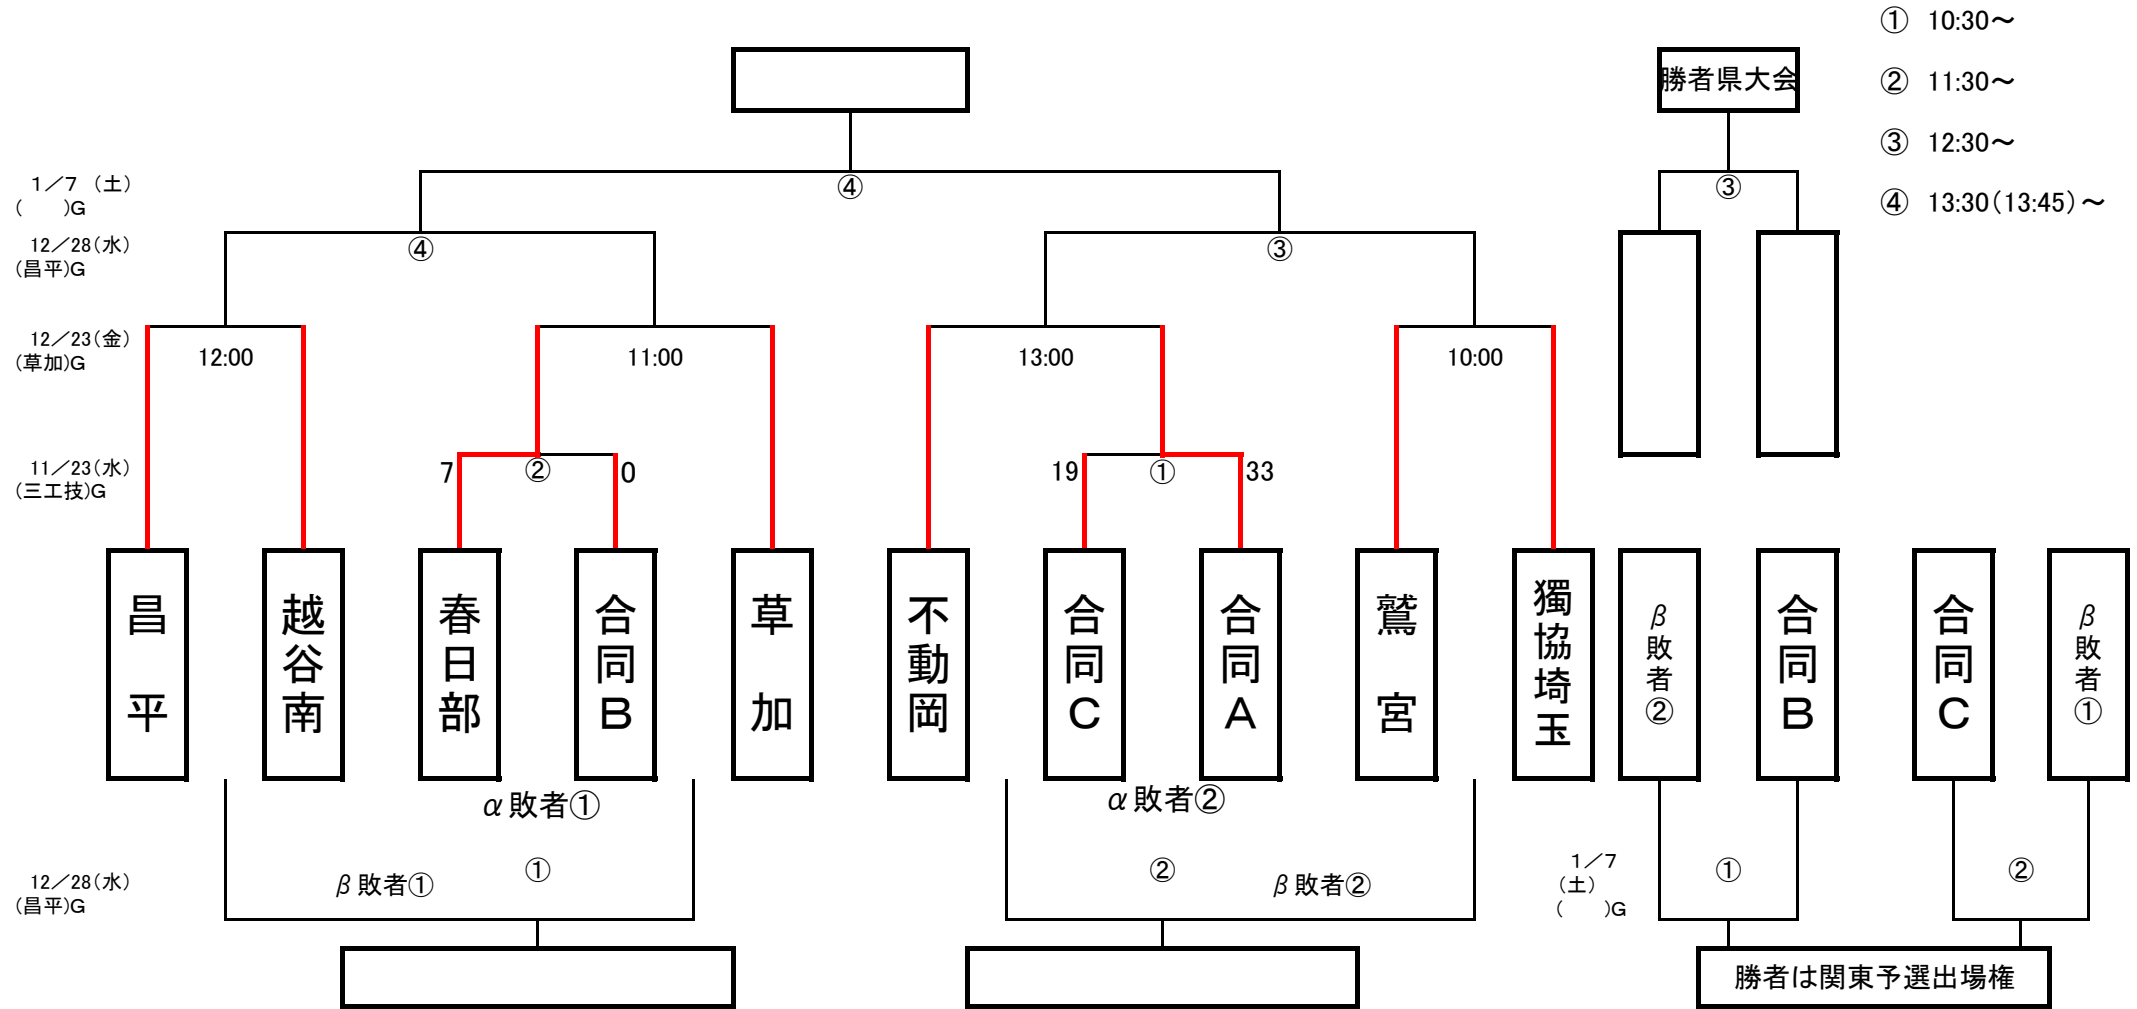 ① 10:30～
勝者県大会
② 11:30～
③ 12:30～
1／7 (土)
(　　)G
④
③
④ 13:30(13:45)～
12／28(水)
(昌平)G
④
③
12／23(金)
(草加)G
12:00
11:00
13:00
10:00
11／23(水)
(三工技)G
7
②
0
19
①
33
昌平
越谷南
春日部
合同B
草加
不動岡
合同C
合同A
鷲宮
獨協埼玉
β敗者②
合同B
合同C
β敗者①
α敗者①
α敗者②
12／28(水)
(昌平)G
β敗者①
①
②
β敗者②
1／7
(土)
(　　)G
①
②
勝者は関東予選出場権